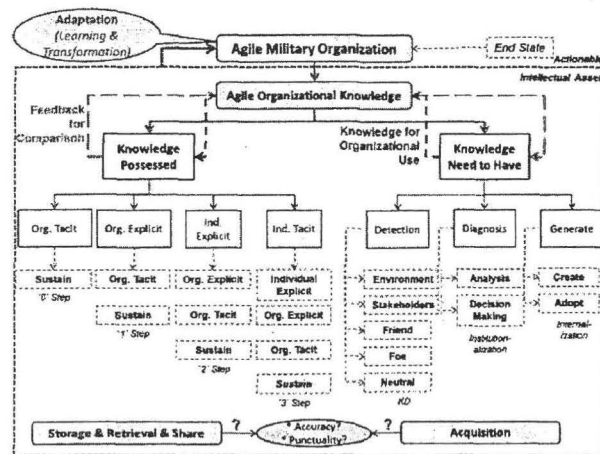 Adaptation
(Learning &
Transformation)
Agile Military Organization
End State
Actionable
Intellectual Asset
Agile Organizational Knowledge
Feedback
for
Comparison
Knowledge for
Organizational
Use
Knowledge
Possessed
Knowledge
Need to Have
Org. Tacit
Org. Explicit
Ind.
Explicit
Ind. Tacit
Detection
Diagnosis
Generate
Sustain
'0' Step
Org. Tacit
Org. Explicit
Individual
Explicit
Environment
Analysis
Create
Sustain
'1' Step
Org. Tacit
Org. Explicit
Stakeholders
Decision
Making
Adopt
Institution-
alization
Internal-
ization
Friend
Sustain
'2' Step
Org. Tacit
Foe
Sustain
'3' Step
Neutral
KD
Storage & Retrieval & Share
?
* Accuracy?
* Punctuality?
?
Acquisition